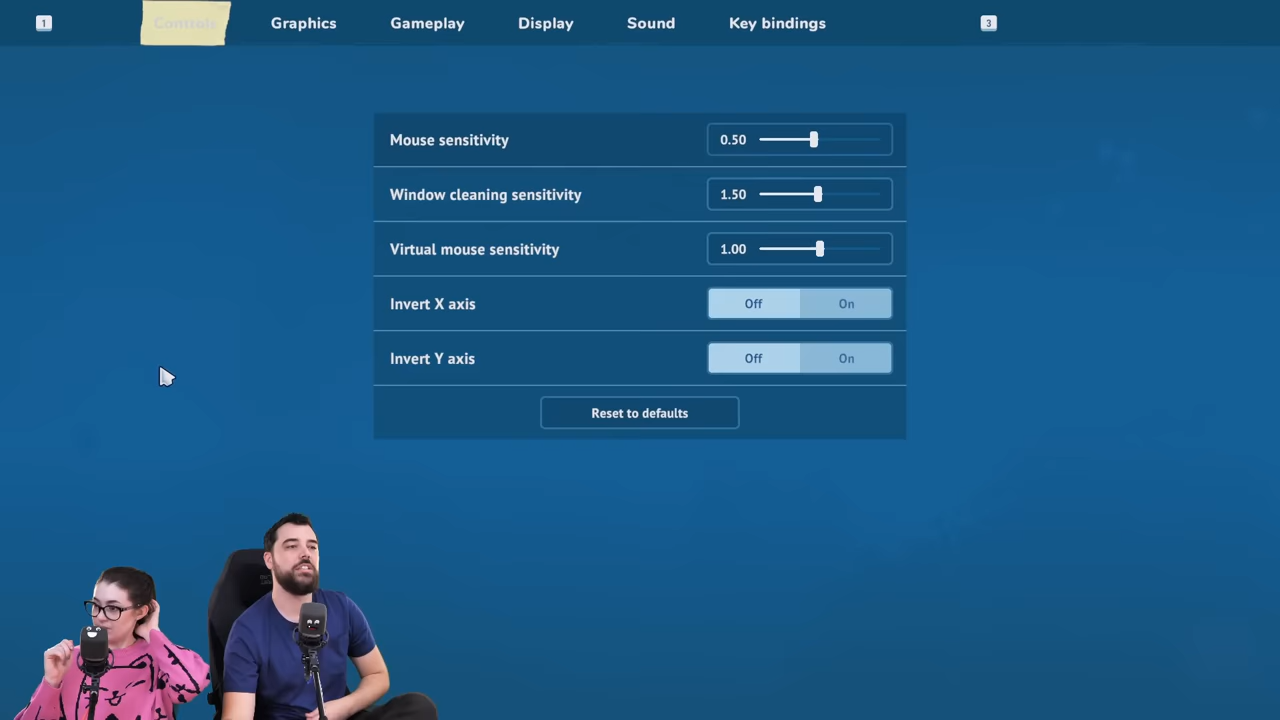 1
Controls
Graphics
Gameplay
Display
Sound
Key bindings
3
Mouse sensitivity
0.50
Window cleaning sensitivity
1.50
Virtual mouse sensitivity
1.00
Invert X axis
Off
On
Invert Y axis
Off
On
Reset to defaults